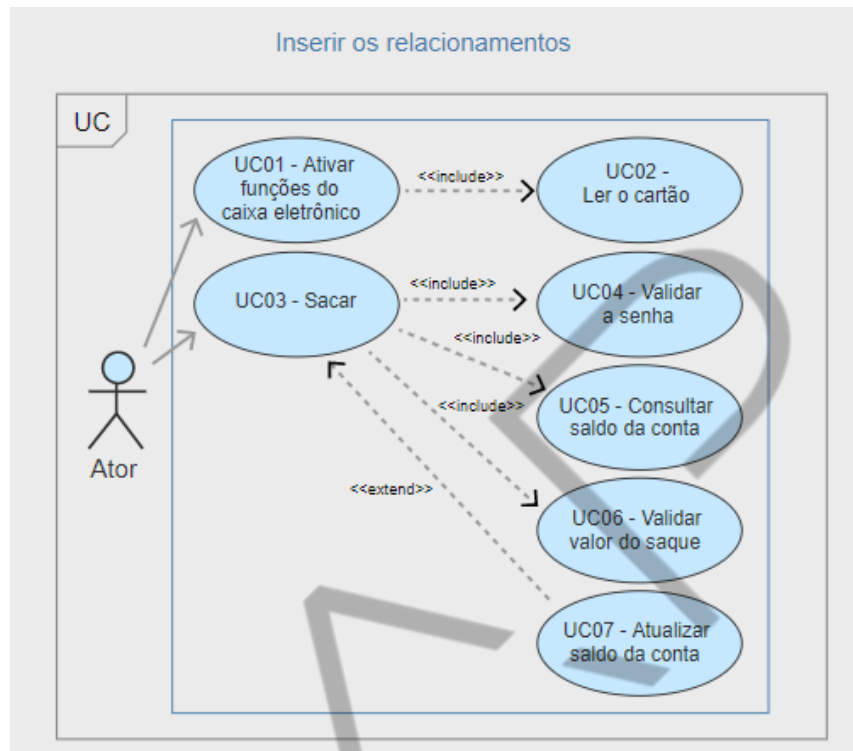 Inserir os relacionamentos
UC
UC01 - Ativar
funções do
caixa eletrônico
<<include>>
UC02 -
Ler o cartão
UC03 - Sacar
<<include>>
UC04 - Validar
a senha
<<include>>
UC05 - Consultar
saldo da conta
<<include>>
Ator
<<extend>>
UC06 - Validar
valor do saque
UC07 - Atualizar
saldo da conta